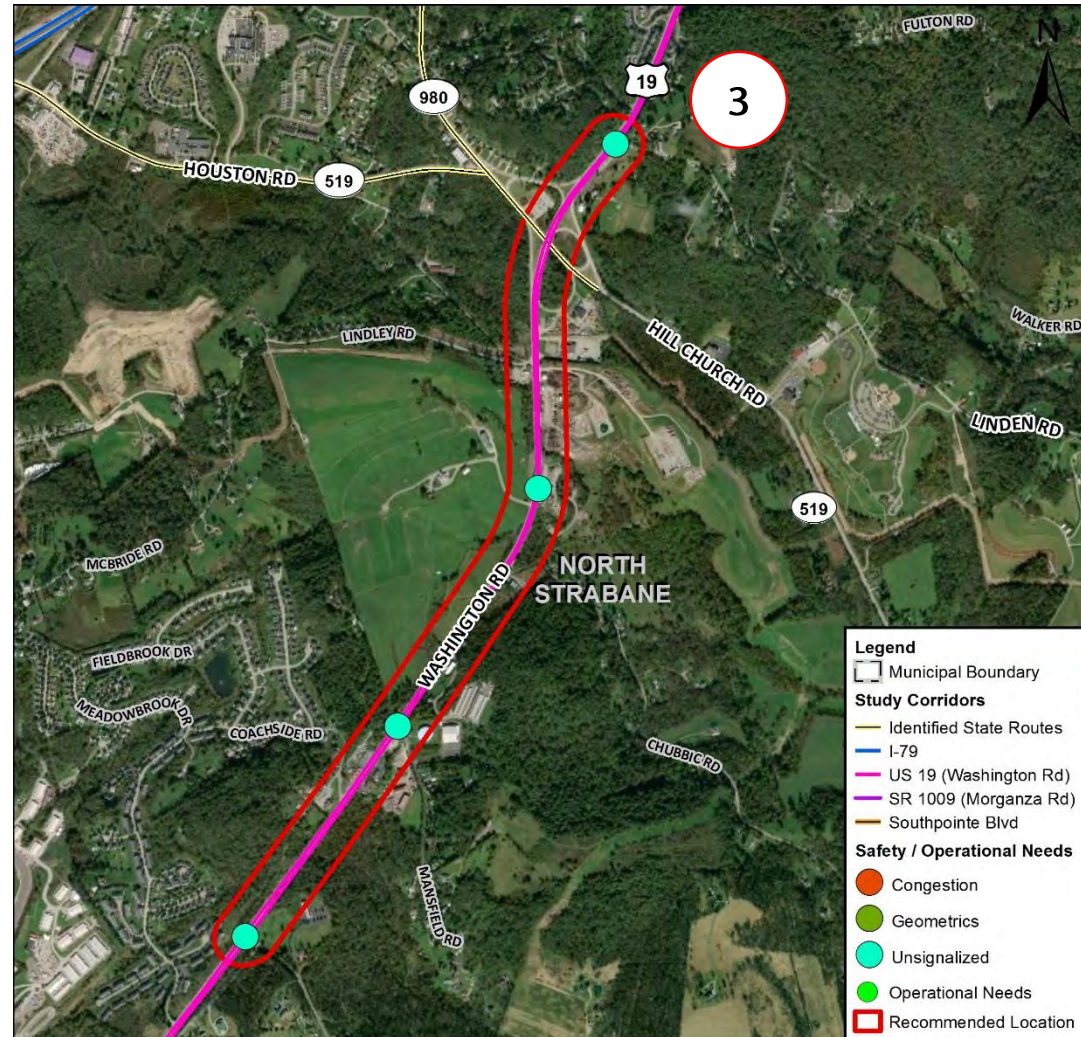 FULTON RD
N
19
3
980
HOUSTON RD
519
LINDLEY RD
WALKER RD
HILL CHURCH RD
LINDEN RD
519
MCBRIDE RD
NORTH
STRABANE
WASHINGTON RD
FIELDBROOK DR
MEADOWBROOK DR
COACHSIDE RD
CHUBBIC RD
MANSFIELD RD
Legend
Municipal Boundary
Study Corridors
Identified State Routes
I-79
US 19 (Washington Rd)
SR 1009 (Morganza Rd)
Southpointe Blvd
Safety / Operational Needs
Congestion
Geometrics
Unsignalized
Operational Needs
Recommended Location